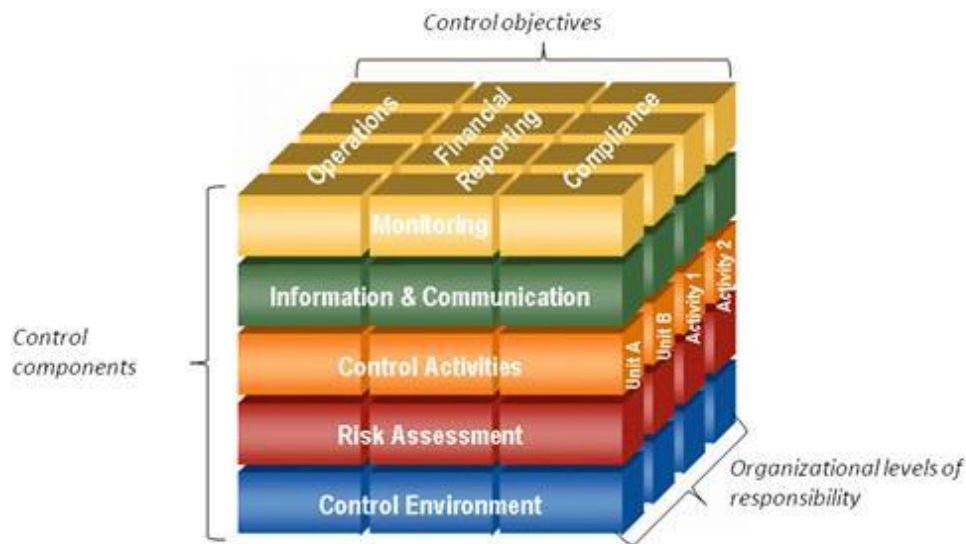 Control objectives
Operations
Financial
Reporting
Compliance
Monitoring
Information & Communication
Control Activities
Risk Assessment
Control Environment
Unit A
Unit B
Activity 1
Activity 2
Control
components
Organizational levels of
responsibility